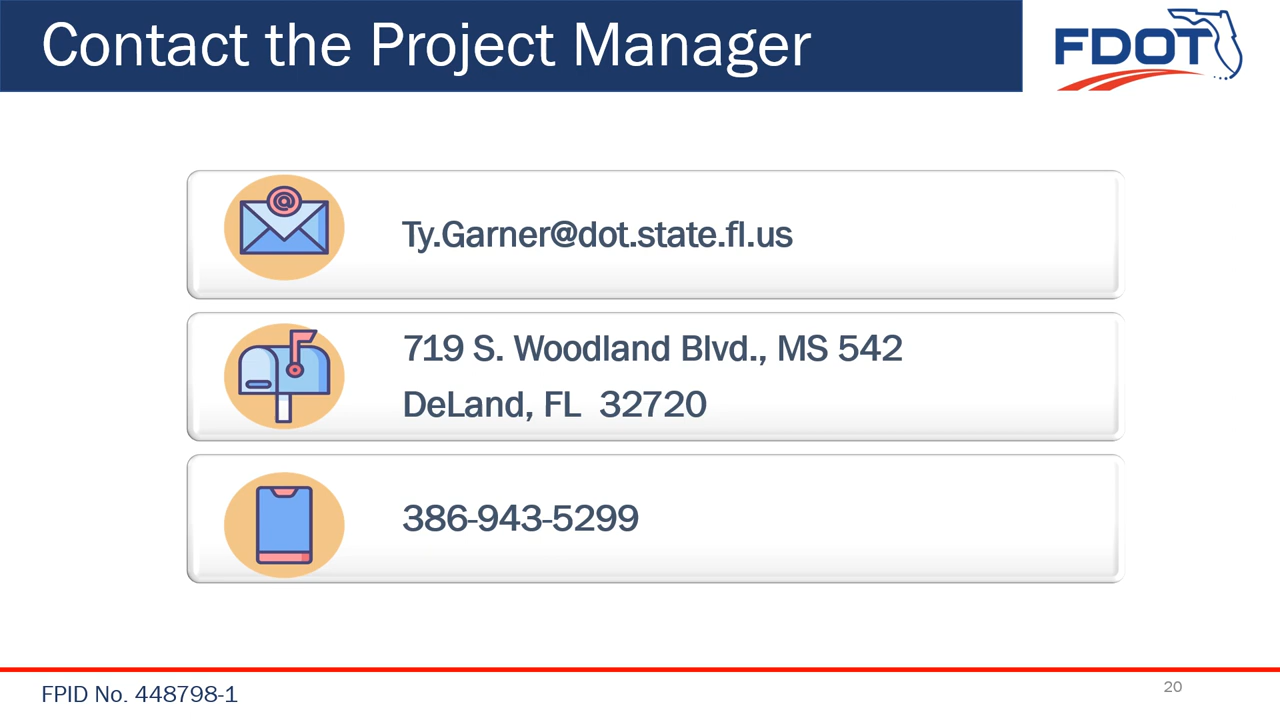 Contact the Project Manager
FDOT
@
Ty.Garner@dot.state.fl.us
719 S. Woodland Blvd., MS 542
DeLand, FL  32720
386-943-5299
FPID No. 448798-1
20